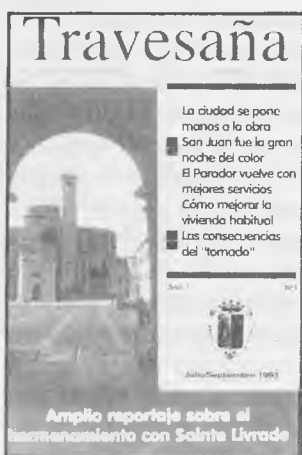 Travesaña
La ciudad se pone
manos a la obra
San Juan fue la gran
noche del color
El Parador vuelve con
mejores servicios
Cómo mejorar la
vivienda habitual
Las consecuencias
del "tornado"
Julio/Septiembre 1993
Amplio reportaje sobre el
hermanamiento con Sainte Livrade